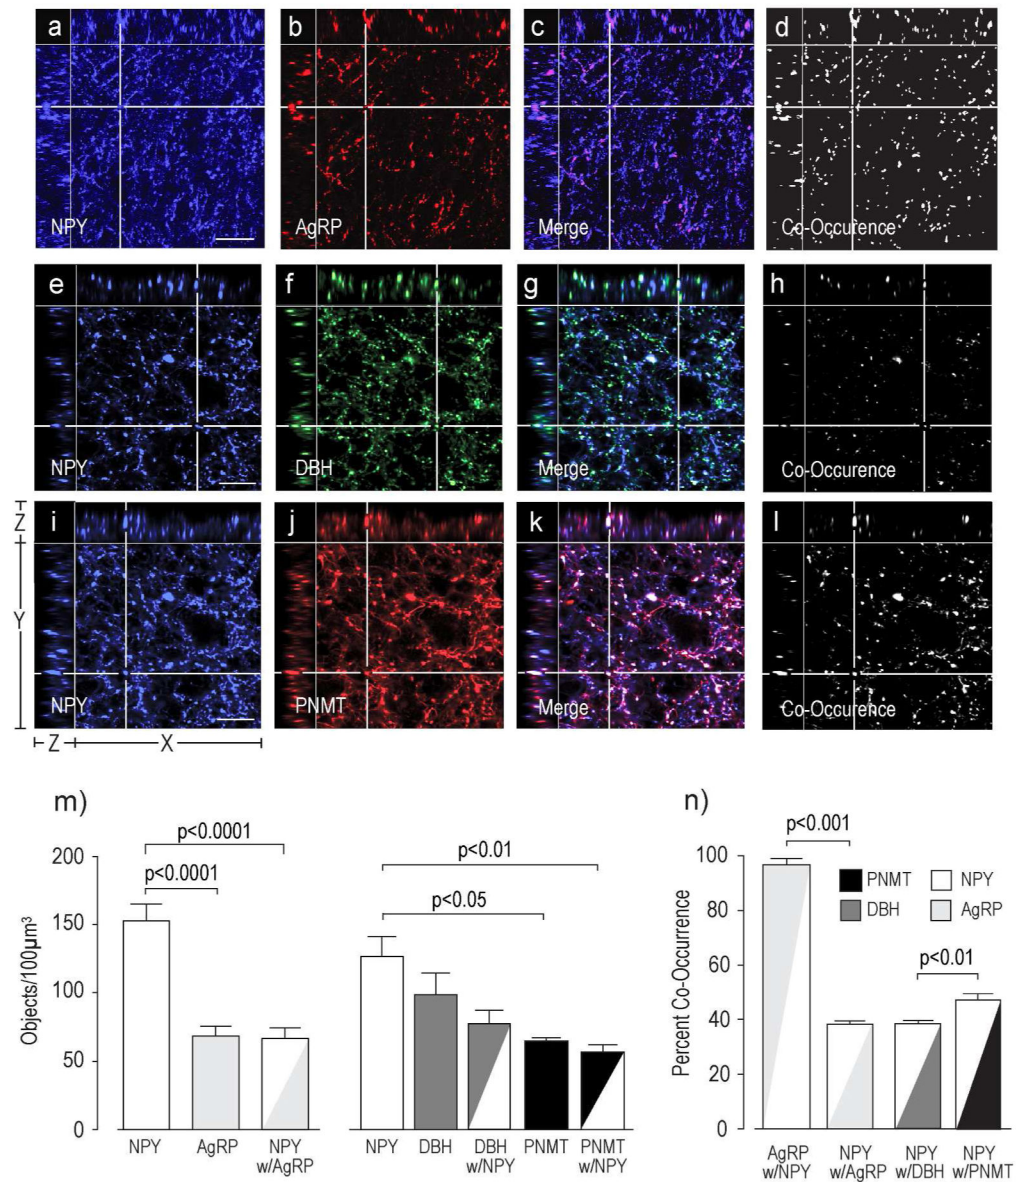 a
b
c
d
NPY
AgRP
Merge
Co-Occurence
e
f
g
h
NPY
DBH
Merge
Co-Occurence
Z
i
j
k
l
Y
NPY
PNMT
Merge
Co-Occurence
Z
X
m)
p<0.0001
p<0.0001
p<0.01
p<0.05
Objects/100µm³
200
150
100
50
0
NPY
AgRP
NPY
w/AgRP
NPY
DBH
DBH
w/NPY
PNMT
PNMT
w/NPY
n)
p<0.001
PNMT
NPY
DBH
AgRP
p<0.01
Percent Co-Occurrence
100
80
60
40
20
0
AgRP
w/NPY
NPY
w/AgRP
NPY
w/DBH
NPY
w/PNMT